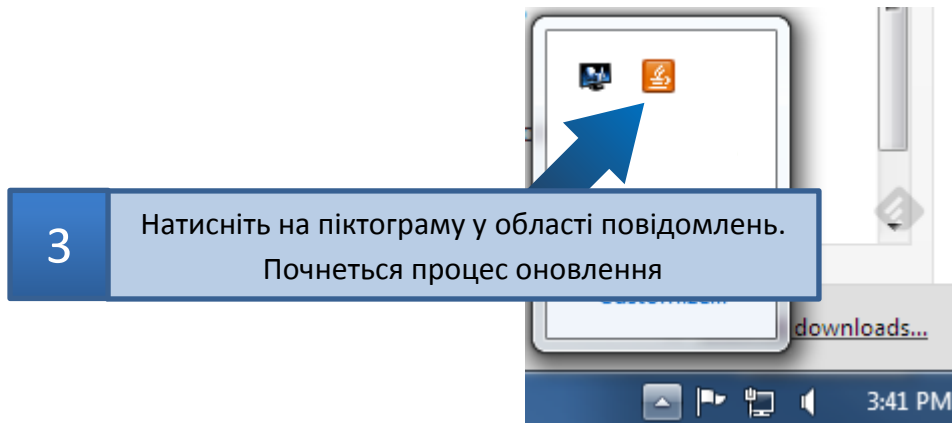 3
Натисніть на піктограму у області повідомлень.
Почнеться процес оновлення
downloads...
3:41 PM